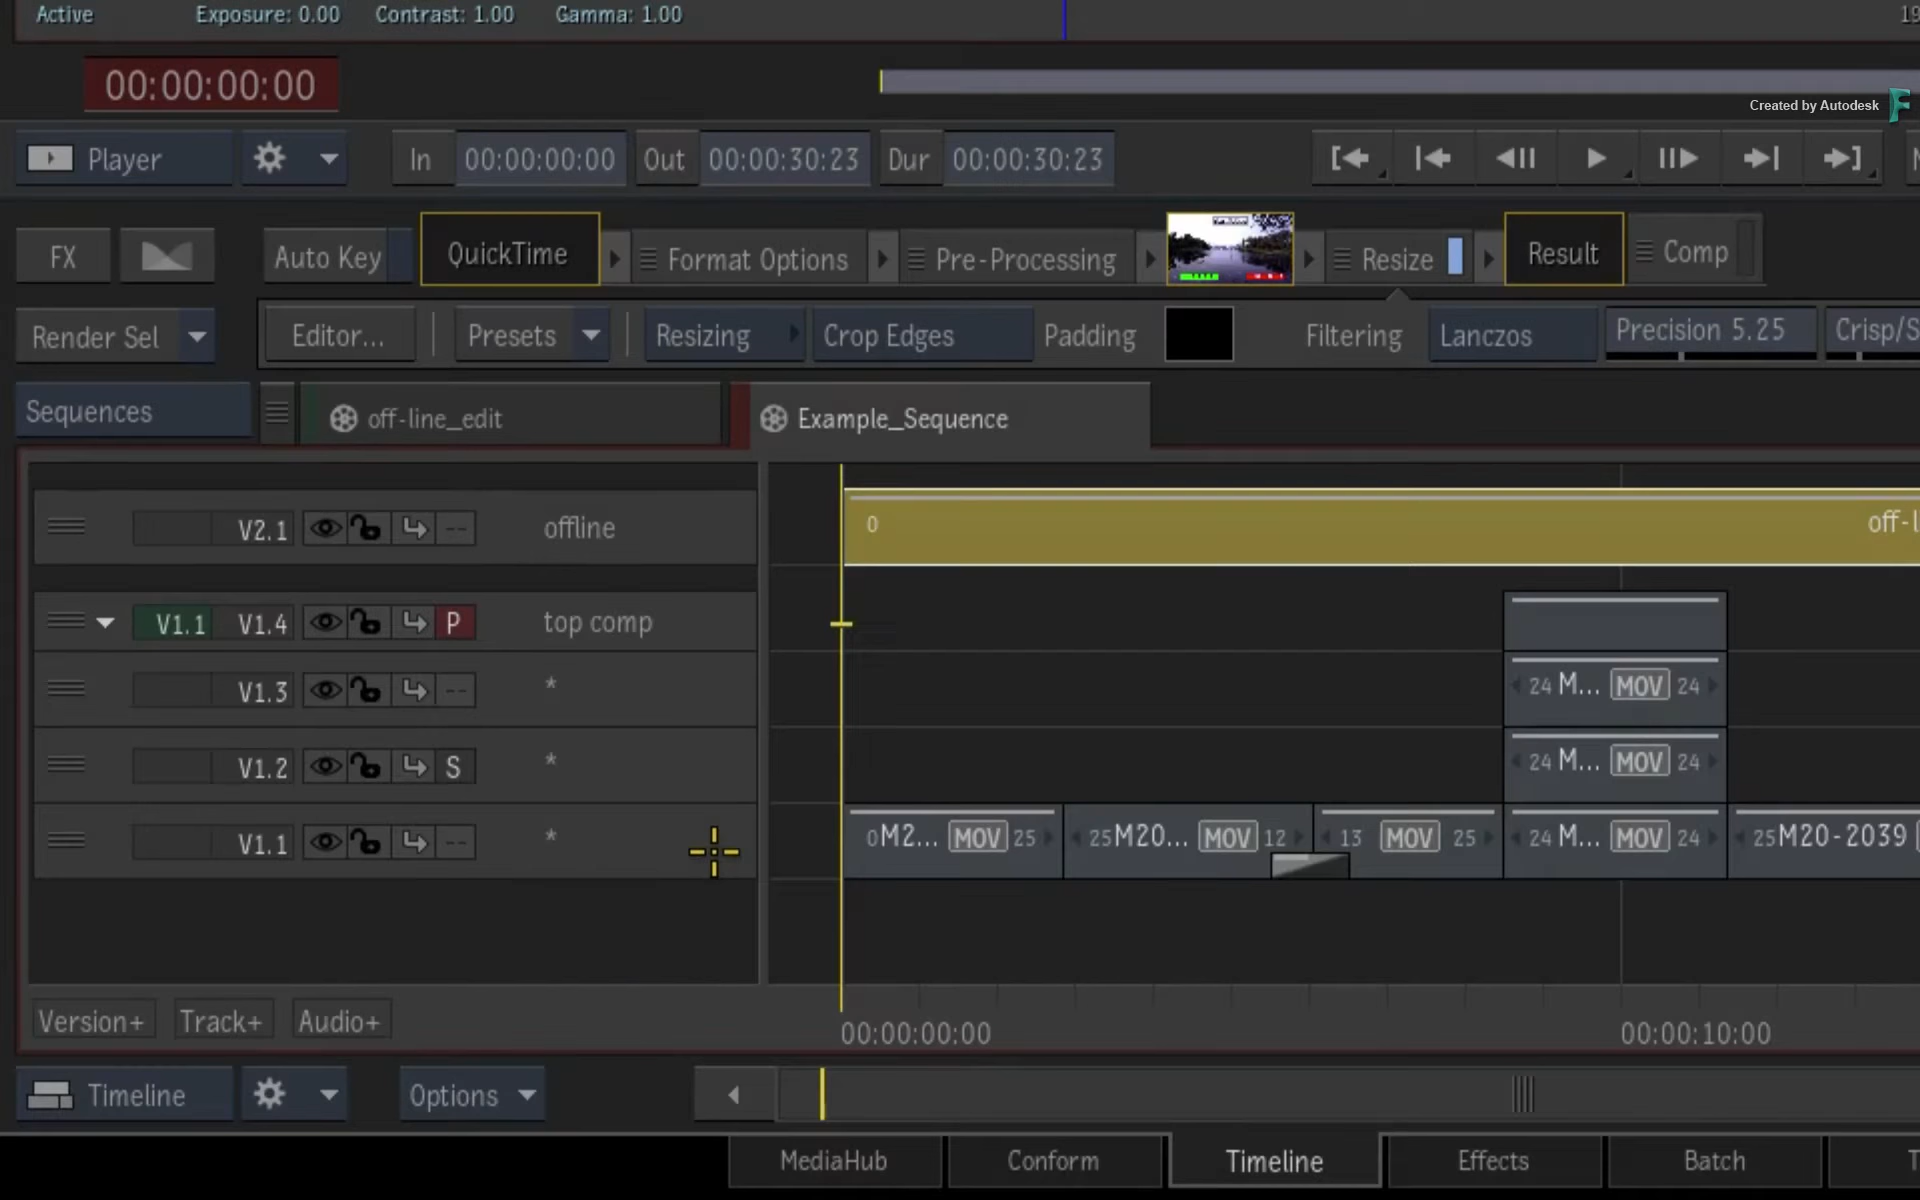 Active Exposure: 0.00 Contrast: 1.00 Gamma: 1.00
00:00:00:00
Created by Autodesk
Player In 00:00:00:00 Out 00:00:30:23 Dur 00:00:30:23
FX Auto Key QuickTime Format Options Pre-Processing Resize Result Comp
Render Sel Editor... Presets Resizing Crop Edges Padding Filtering Lanczos Precision 5.25 Crisp/S
Sequences off-line_edit Example_Sequence
V2.1 -- offline 0 off-l
V1.1 V1.4 P top comp
V1.3 -- * 24 M... MOV 24
V1.2 S * 24 M... MOV 24
V1.1 -- * 0M2... MOV 25 25M20... MOV 12 13 MOV 25 24 M... MOV 24 25M20-2039
Version+ Track+ Audio+ 00:00:00:00 00:00:10:00
Timeline Options
MediaHub Conform Timeline Effects Batch